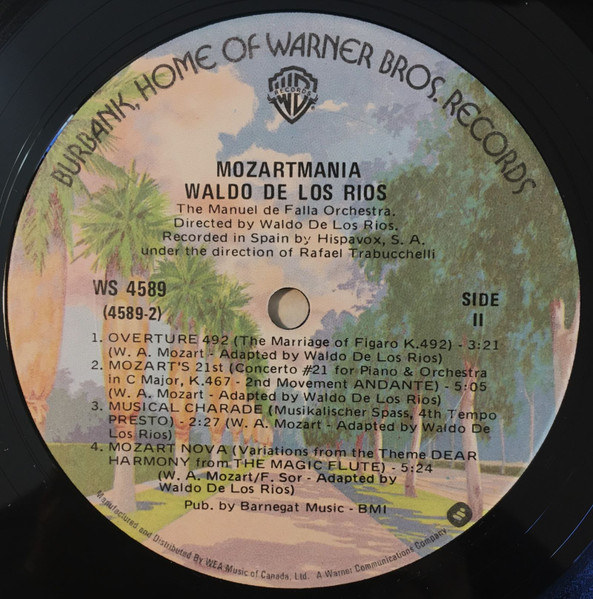 BURBANK, HOME OF WARNER BROS. RECORDS
WB
RECORDS
MOZARTMANIA
WALDO DE LOS RIOS
The Manuel de Falla Orchestra.
Directed by Waldo De Los Rios.
Recorded in Spain by Hispavox, S. A.
under the direction of Rafael Trabucchelli
WS 4589
(4589-2)
SIDE
II
1. OVERTURE 492 (The Marriage of Figaro K.492) - 3:21
(W. A. Mozart - Adapted by Waldo De Los Rios)
2. MOZART'S 21st (Concerto #21 for Piano & Orchestra
in C Major, K.467 - 2nd Movement ANDANTE) - 5:05
(W. A. Mozart - Adapted by Waldo De Los Rios)
3. MUSICAL CHARADE (Musikalischer Spass, 4th Tempo
PRESTO) - 2:27 (W. A. Mozart - Adapted by Waldo De
Los Rios)
4. MOZART NOVA (Variations from the Theme DEAR
HARMONY from THE MAGIC FLUTE) - 5:24
(W. A. Mozart/F. Sor - Adapted by
Waldo De Los Rios)
Pub. by Barnegat Music - BMI
Manufactured and Distributed By WEA Music of Canada, Ltd. A Warner Communications Company